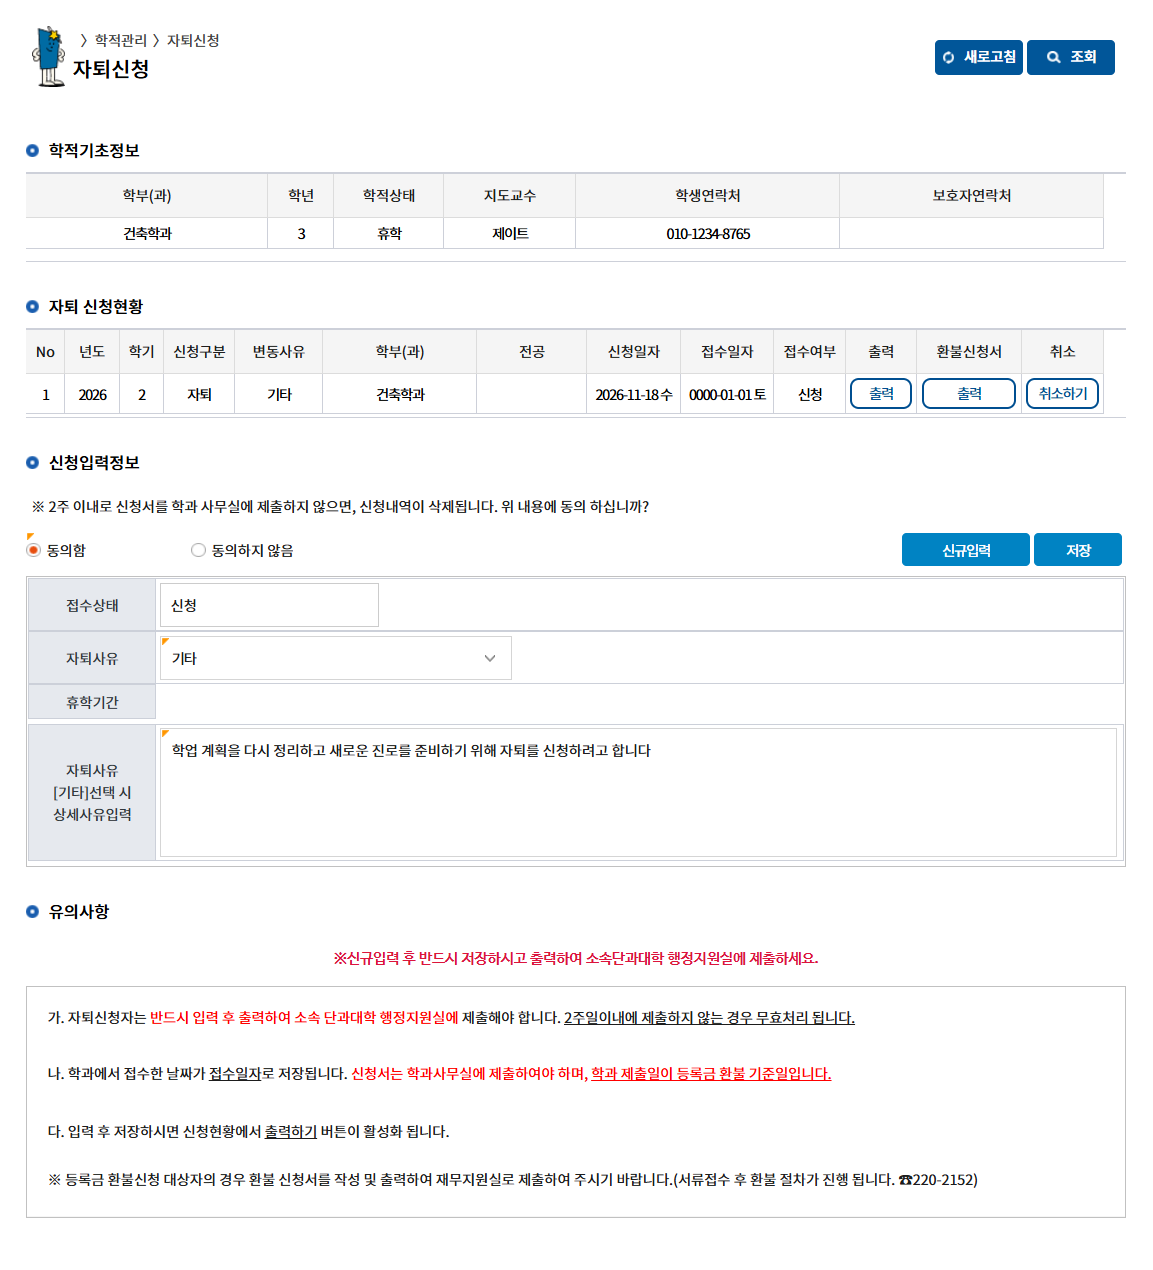 〉 학적관리 〉 자퇴신청
자퇴신청
새로고침 조회
학적기초정보
학부(과) 학년 학적상태 지도교수 학생연락처 보호자연락처
건축학과 3 휴학 제이트 010-1234-8765
자퇴 신청현황
No 년도 학기 신청구분 변동사유 학부(과) 전공 신청일자 접수일자 접수여부 출력 환불신청서 취소
1 2026 2 자퇴 기타 건축학과 2026-11-18 수 0000-01-01 토 신청 출력 출력 취소하기
신청입력정보
※ 2주 이내로 신청서를 학과 사무실에 제출하지 않으면, 신청내역이 삭제됩니다. 위 내용에 동의 하십니까?
동의함 동의하지 않음 신규입력 저장
접수상태 신청
자퇴사유 기타
휴학기간
학업 계획을 다시 정리하고 새로운 진로를 준비하기 위해 자퇴를 신청하려고 합니다
자퇴사유
[기타]선택 시
상세사유입력
유의사항
※신규입력 후 반드시 저장하시고 출력하여 소속단과대학 행정지원실에 제출하세요.
가. 자퇴신청자는 반드시 입력 후 출력하여 소속 단과대학 행정지원실에 제출해야 합니다. 2주일이내에 제출하지 않는 경우 무효처리 됩니다.
나. 학과에서 접수한 날짜가 접수일자로 저장됩니다. 신청서는 학과사무실에 제출하여야 하며, 학과 제출일이 등록금 환불 기준일입니다.
다. 입력 후 저장하시면 신청현황에서 출력하기 버튼이 활성화 됩니다.
※ 등록금 환불신청 대상자의 경우 환불 신청서를 작성 및 출력하여 재무지원실로 제출하여 주시기 바랍니다.(서류접수 후 환불 절차가 진행 됩니다. ☎220-2152)